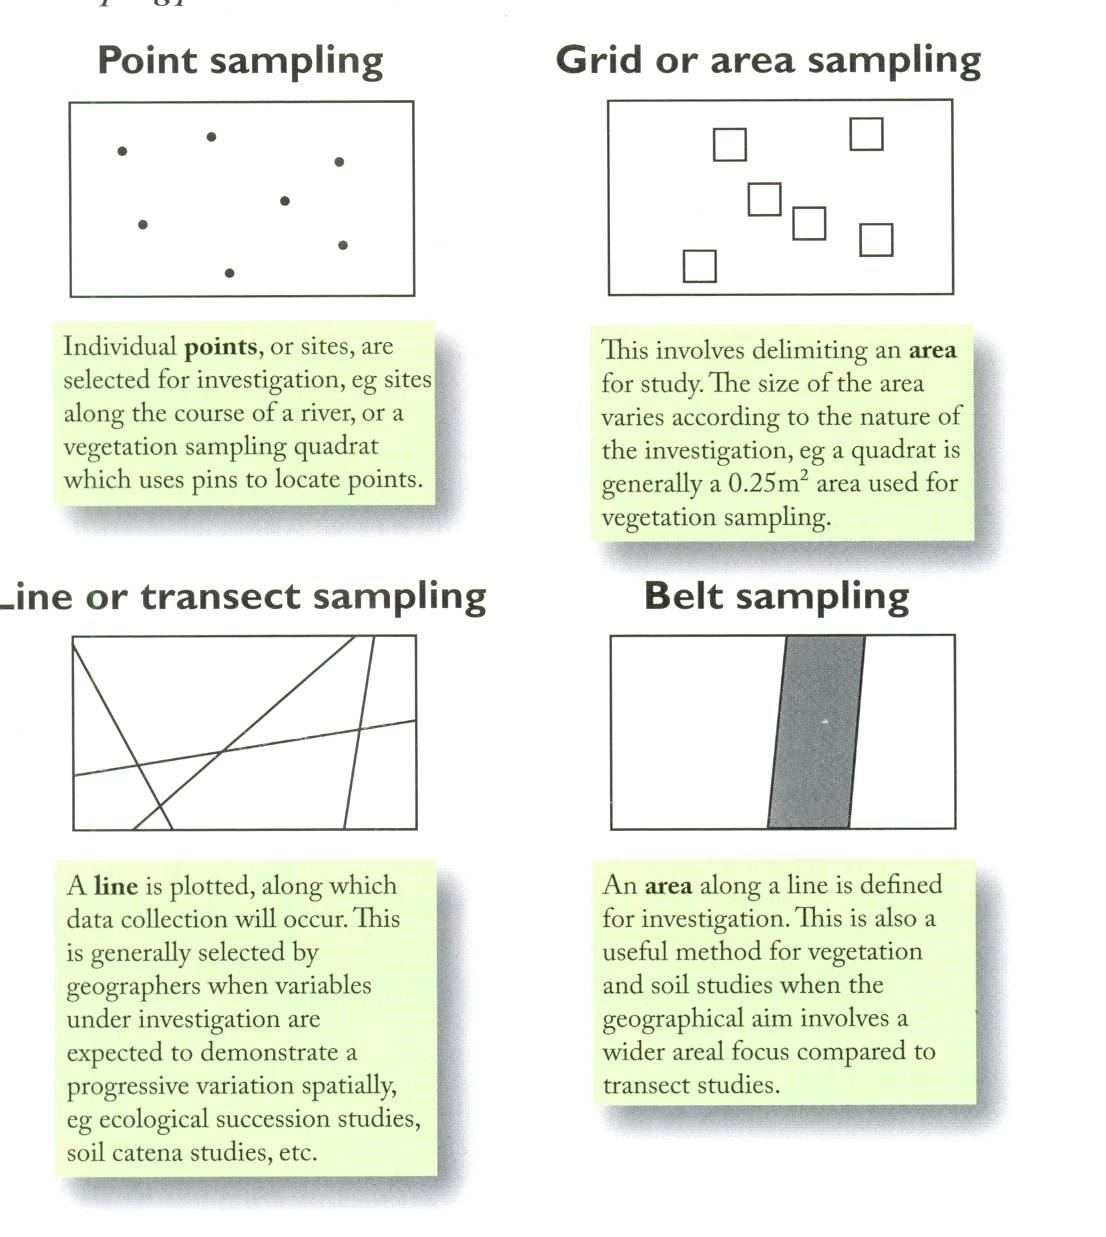 Point sampling
Individual points, or sites, are
selected for investigation, eg sites
along the course of a river, or a
vegetation sampling quadrat
which uses pins to locate points.
Grid or area sampling
This involves delimiting an area
for study. The size of the area
varies according to the nature of
the investigation, eg a quadrat is
generally a 0.25m² area used for
vegetation sampling.
Line or transect sampling
A line is plotted, along which
data collection will occur. This
is generally selected by
geographers when variables
under investigation are
expected to demonstrate a
progressive variation spatially,
eg ecological succession studies,
soil catena studies, etc.
Belt sampling
An area along a line is defined
for investigation. This is also a
useful method for vegetation
and soil studies when the
geographical aim involves a
wider areal focus compared to
transect studies.